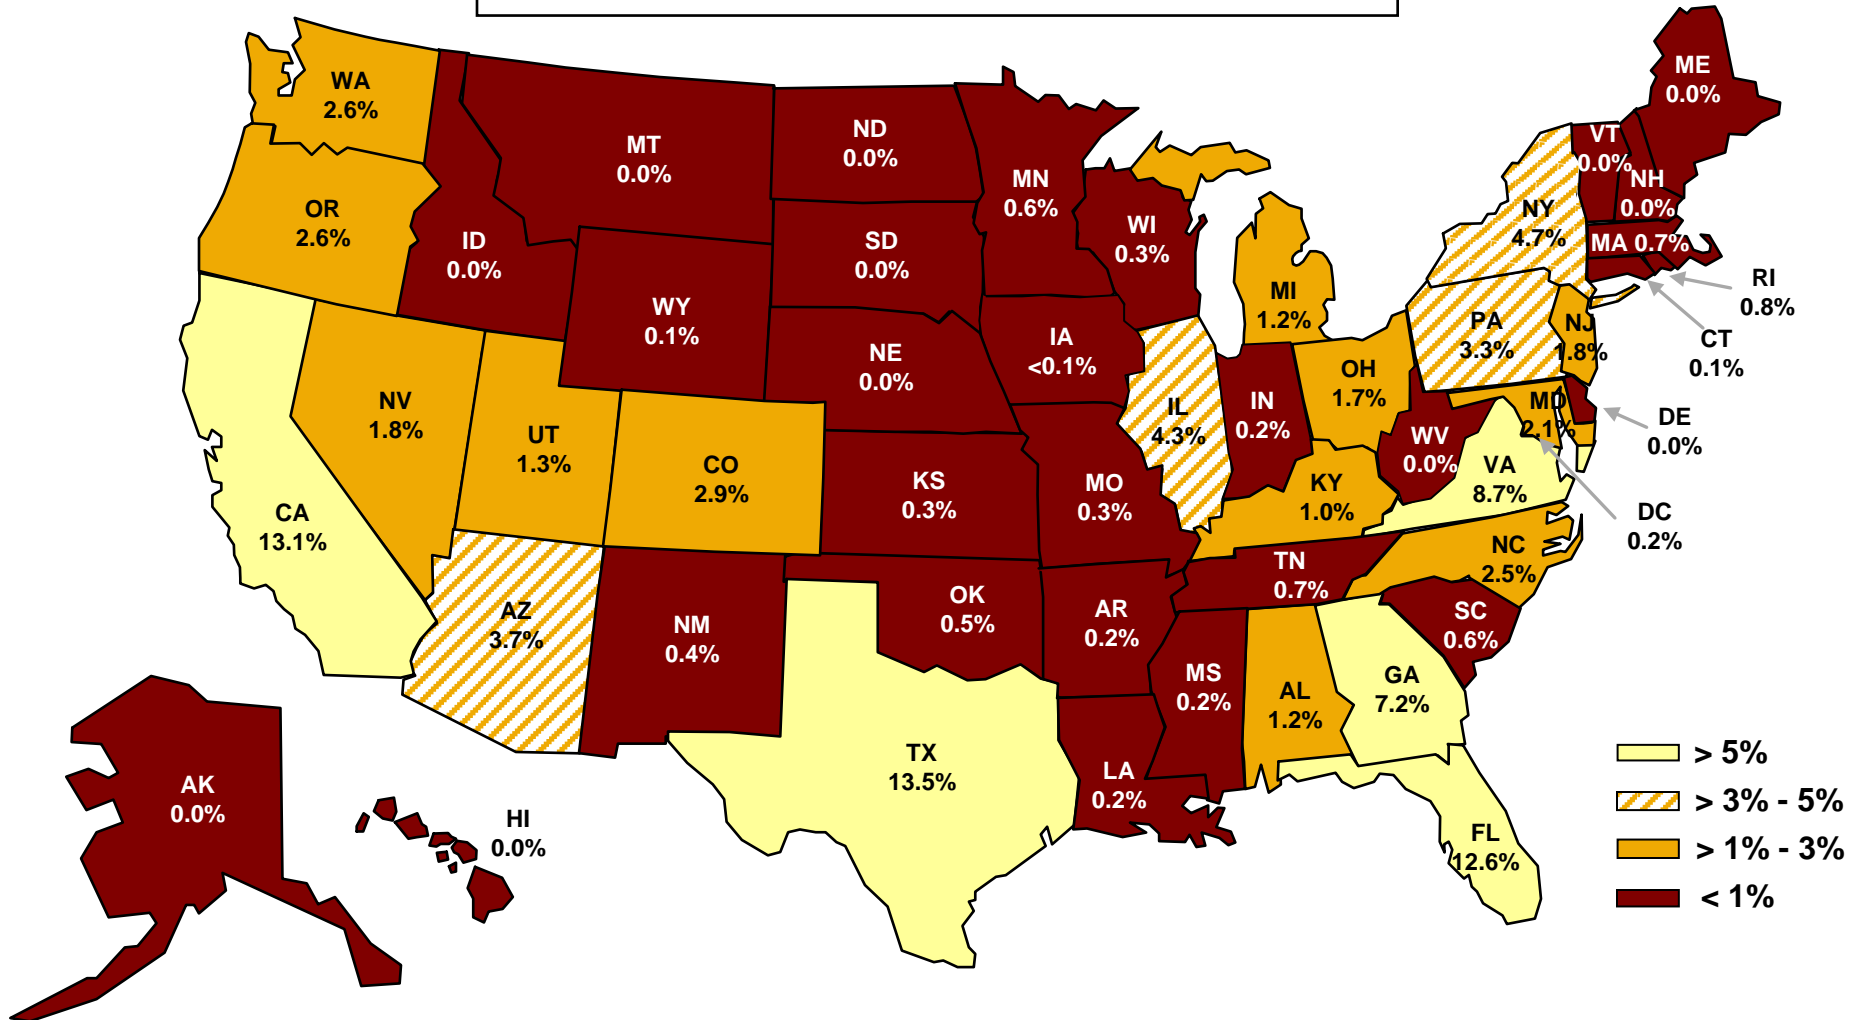 WA
2.6%
OR
2.6%
ID
0.0%
MT
0.0%
ND
0.0%
MN
0.6%
WI
0.3%
SD
0.0%
WY
0.1%
NE
0.0%
IA
<0.1%
MI
1.2%
NY
4.7%
VT
0.0%
NH
0.0%
ME
0.0%
MA 0.7%
RI
0.8%
CT
0.1%
NJ
1.8%
PA
3.3%
OH
1.7%
IN
0.2%
IL
4.3%
MD
2.1%
DE
0.0%
DC
0.2%
WV
0.0%
VA
8.7%
KY
1.0%
MO
0.3%
KS
0.3%
CO
2.9%
UT
1.3%
NV
1.8%
CA
13.1%
AZ
3.7%
NM
0.4%
OK
0.5%
AR
0.2%
TN
0.7%
NC
2.5%
SC
0.6%
GA
7.2%
AL
1.2%
MS
0.2%
LA
0.2%
TX
13.5%
FL
12.6%
AK
0.0%
HI
0.0%
> 5%
> 3% - 5%
> 1% - 3%
< 1%